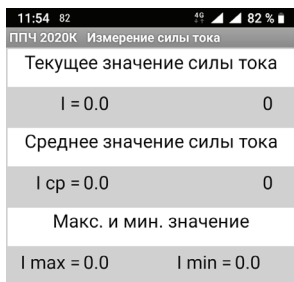 11:54 82 4G 82 %
ППЧ 2020К Измерение силы тока
Текущее значение силы тока
I = 0.0 0
Среднее значение силы тока
I ср = 0.0 0
Макс. и мин. значение
I max = 0.0 I min = 0.0